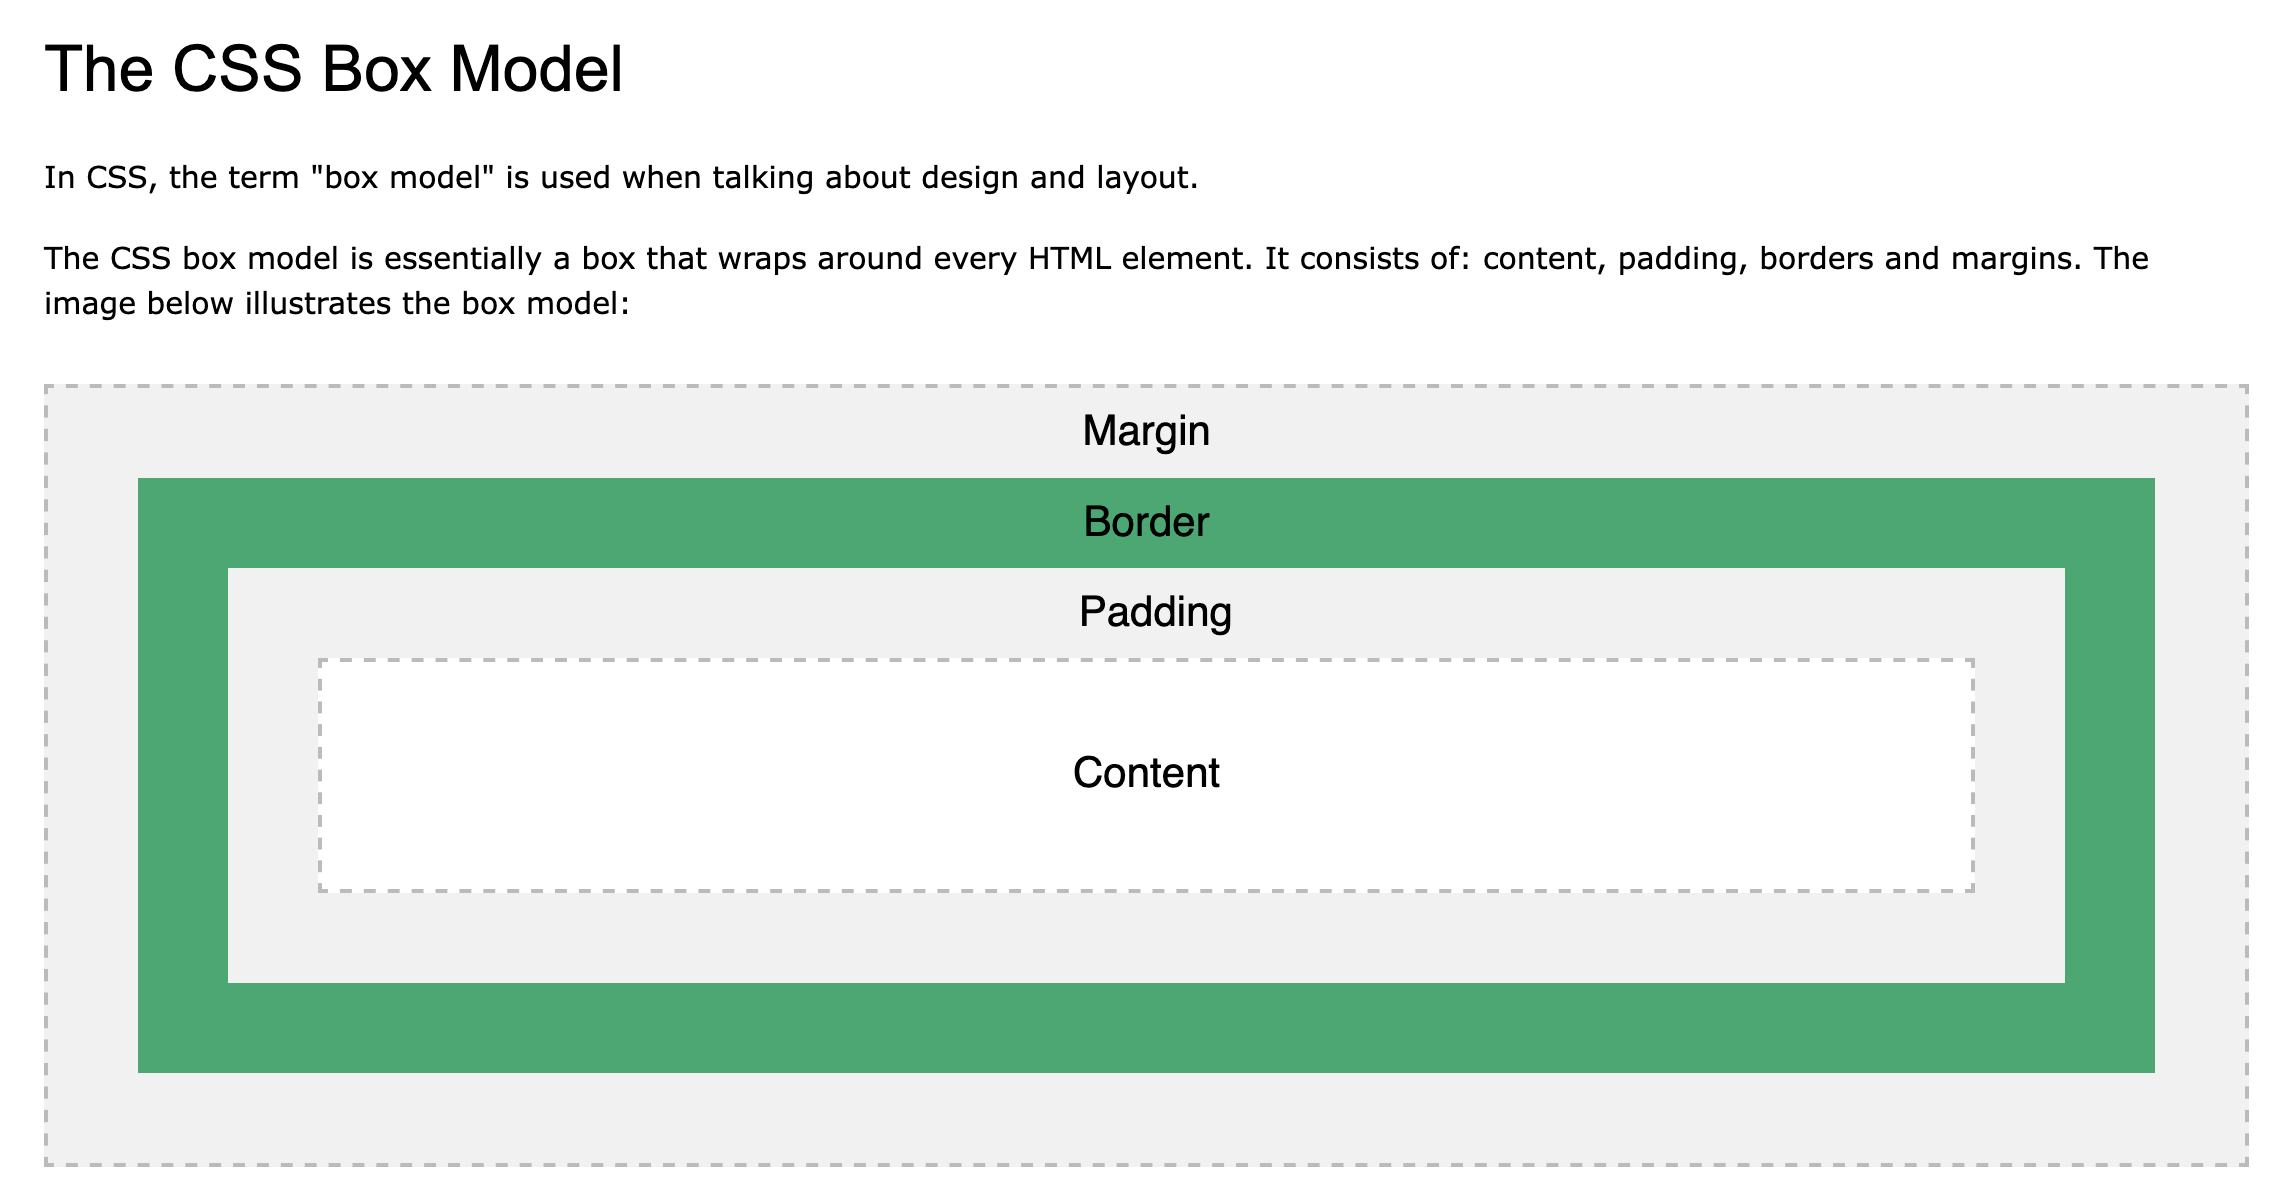 The CSS Box Model
In CSS, the term "box model" is used when talking about design and layout.
The CSS box model is essentially a box that wraps around every HTML element. It consists of: content, padding, borders and margins. The
image below illustrates the box model:
Margin
Border
Padding
Content